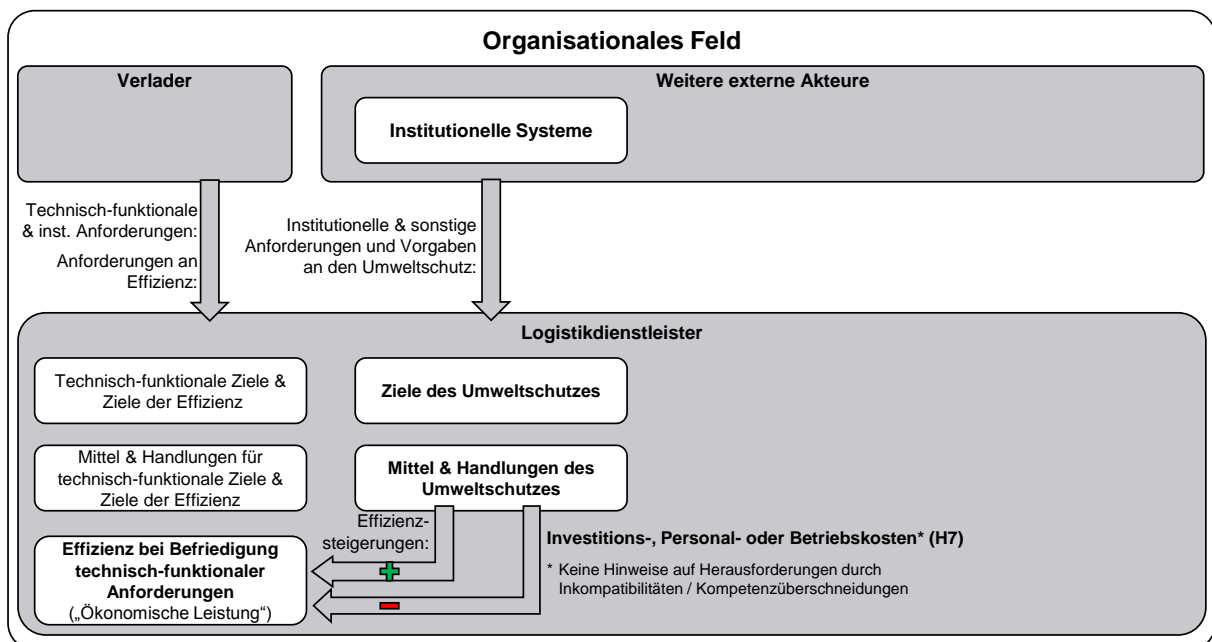 Organisationales Feld
Verlader
Weitere externe Akteure
Institutionelle Systeme
Technisch-funktionale
& inst. Anforderungen:
Anforderungen an
Effizienz:
Institutionelle & sonstige
Anforderungen und Vorgaben
an den Umweltschutz:
Logistikdienstleister
Technisch-funktionale Ziele &
Ziele der Effizienz
Ziele des Umweltschutzes
Mittel & Handlungen für
technisch-funktionale Ziele &
Ziele der Effizienz
Mittel & Handlungen des
Umweltschutzes
Effizienz-
steigerungen:
Effizienz bei Befriedigung
technisch-funktionaler
Anforderungen
(„Ökonomische Leistung“)
Investitions-, Personal- oder Betriebskosten* (H7)
* Keine Hinweise auf Herausforderungen durch
Inkompatibilitäten / Kompetenzüberschneidungen